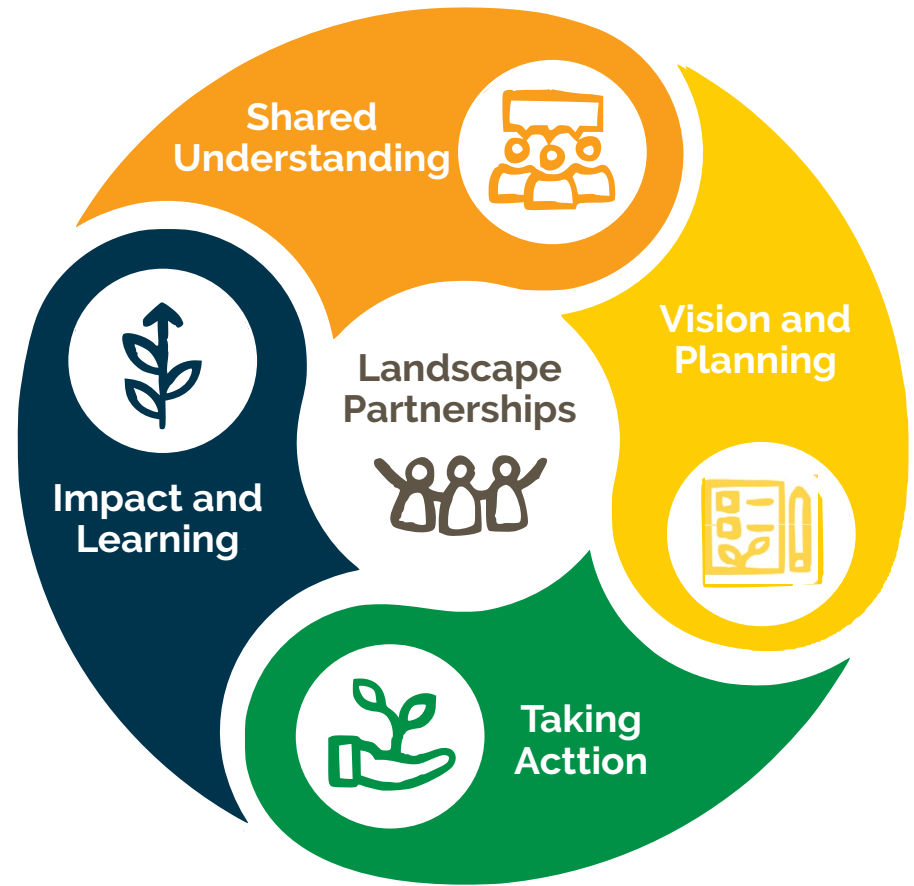 Shared
Understanding
Vision and
Planning
Landscape
Partnerships
Impact and
Learning
Taking
Acttion